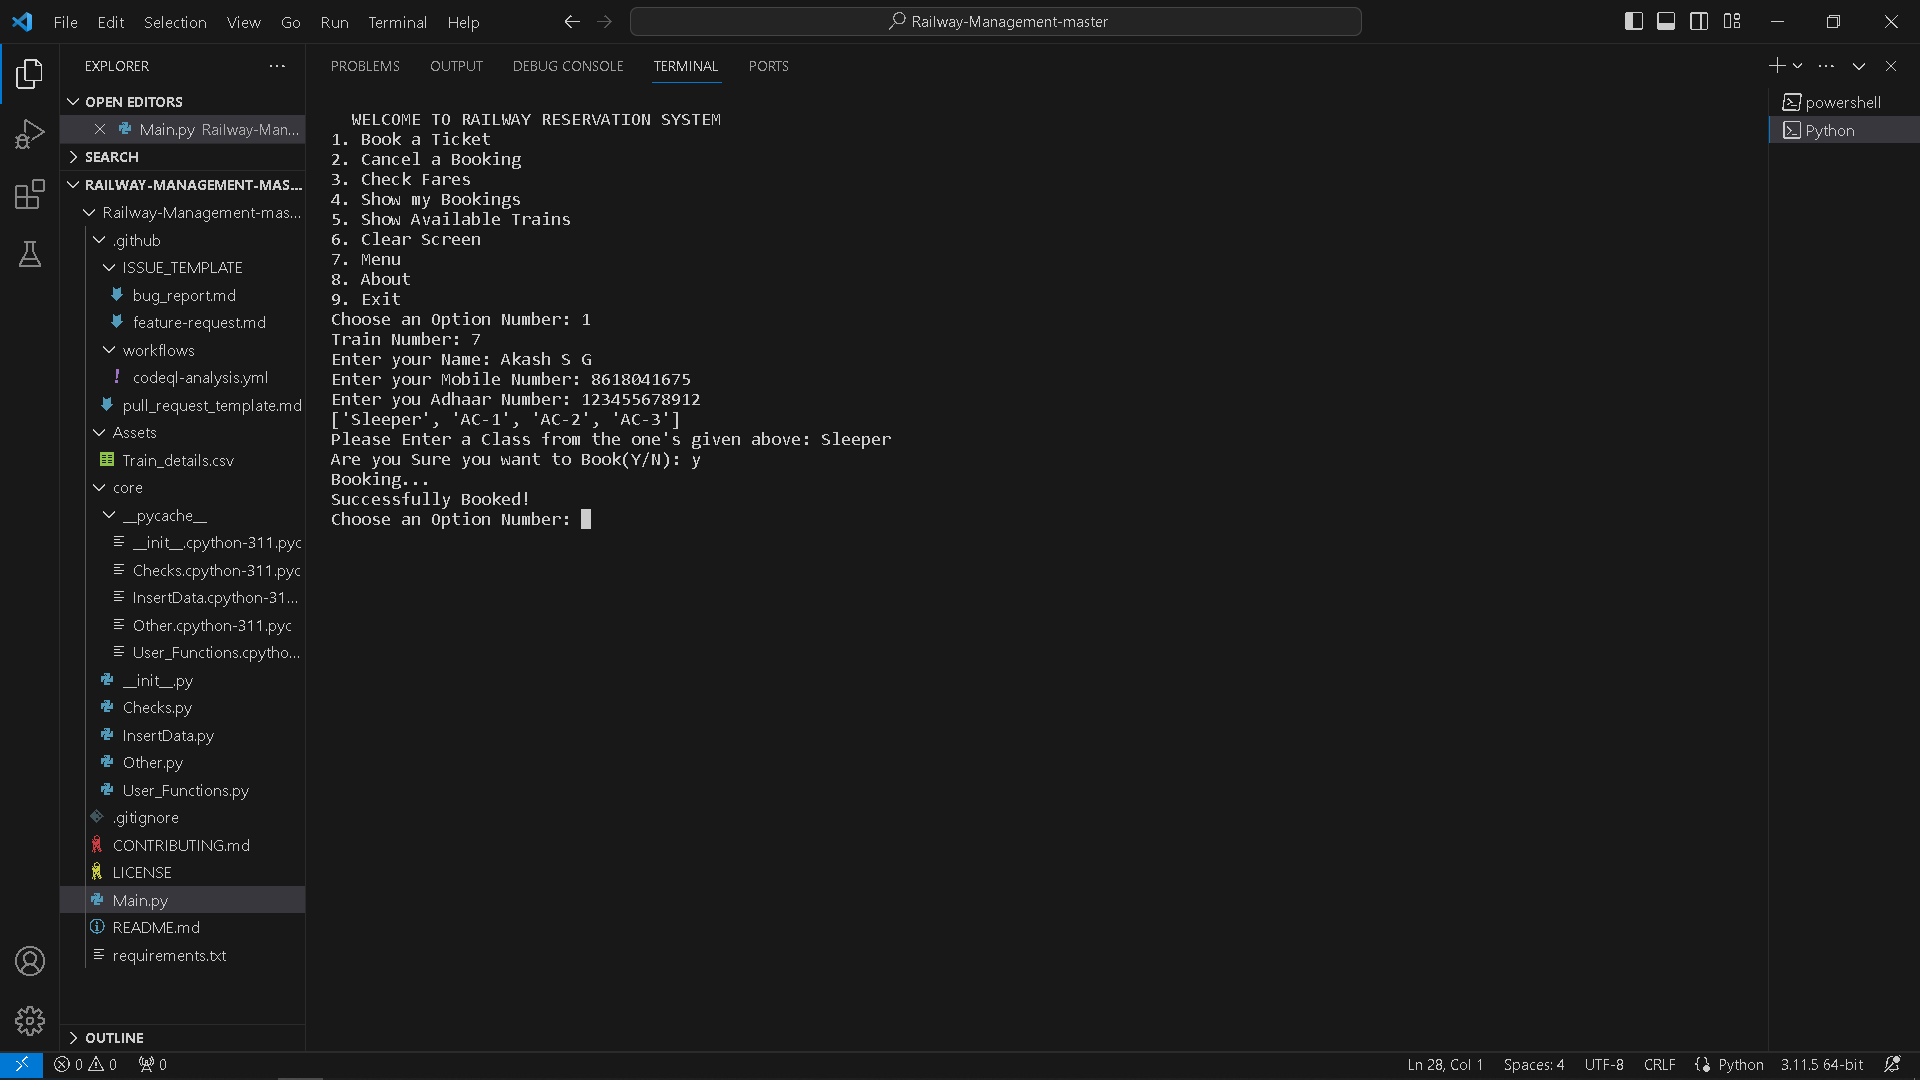 File Edit Selection View Go Run Terminal Help
Railway-Management-master
EXPLORER
OPEN EDITORS
Main.py Railway-Man...
SEARCH
RAILWAY-MANAGEMENT-MAS...
Railway-Management-mas...
.github
ISSUE_TEMPLATE
bug_report.md
feature-request.md
workflows
codeql-analysis.yml
pull_request_template.md
Assets
Train_details.csv
core
__pycache__
__init__.cpython-311.pyc
Checks.cpython-311.pyc
InsertData.cpython-31...
Other.cpython-311.pyc
User_Functions.cpytho...
__init__.py
Checks.py
InsertData.py
Other.py
User_Functions.py
.gitignore
CONTRIBUTING.md
LICENSE
Main.py
README.md
requirements.txt
OUTLINE
PROBLEMS OUTPUT DEBUG CONSOLE TERMINAL PORTS
WELCOME TO RAILWAY RESERVATION SYSTEM
1. Book a Ticket
2. Cancel a Booking
3. Check Fares
4. Show my Bookings
5. Show Available Trains
6. Clear Screen
7. Menu
8. About
9. Exit
Choose an Option Number: 1
Train Number: 7
Enter your Name: Akash S G
Enter your Mobile Number: 8618041675
Enter you Adhaar Number: 123455678912
['Sleeper', 'AC-1', 'AC-2', 'AC-3']
Please Enter a Class from the one's given above: Sleeper
Are you Sure you want to Book(Y/N): y
Booking...
Successfully Booked!
Choose an Option Number:
powershell
Python
0 0 0
Ln 28, Col 1 Spaces: 4 UTF-8 CRLF Python 3.11.5 64-bit